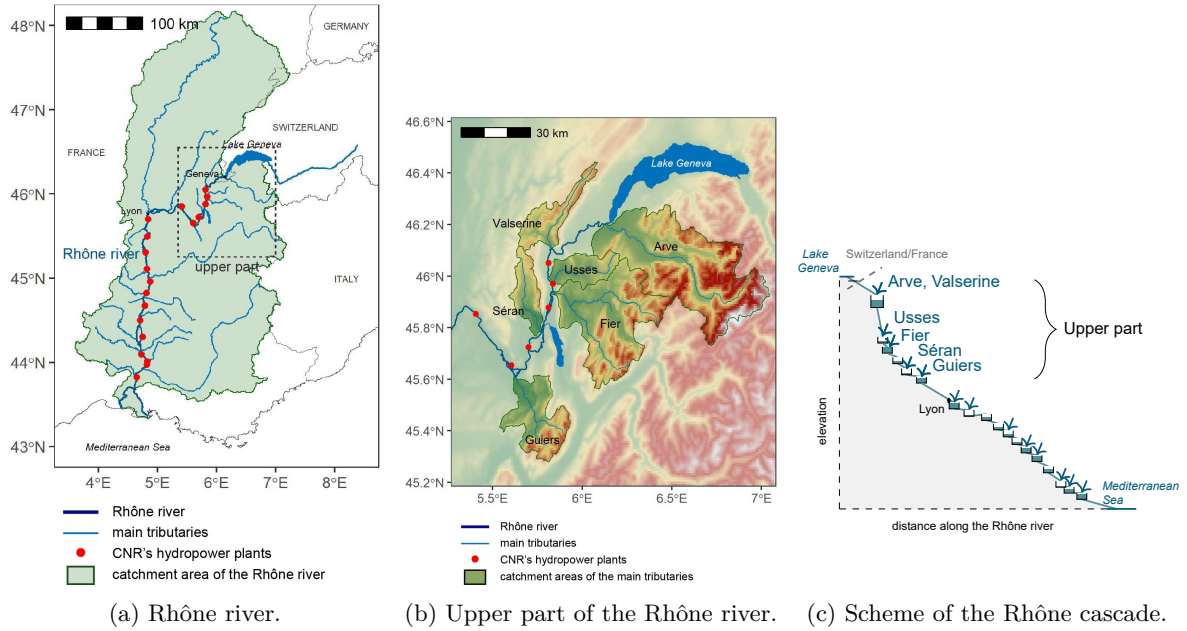 48°N
47°N
46°N
45°N
44°N
43°N
100 km
GERMANY
SWITZERLAND
FRANCE
Lake Geneva
Geneva
Lyon
Rhône river
upper part
ITALY
Mediterranean Sea
4°E 5°E 6°E 7°E 8°E
Rhône river
main tributaries
CNR's hydropower plants
catchment area of the Rhône river
(a) Rhône river.
46.6°N
46.4°N
46.2°N
46°N
45.8°N
45.6°N
45.4°N
45.2°N
30 km
Lake Geneva
Valserine
Arve
Usses
Séran
Fier
Guiers
5.5°E 6°E 6.5°E 7°E
Rhône river
main tributaries
CNR's hydropower plants
catchment areas of the main tributaries
(b) Upper part of the Rhône river.
Lake
Geneva
Switzerland/France
Arve, Valserine
Usses
Fier
Séran
Guiers
Upper part
Lyon
elevation
Mediterranean
Sea
distance along the Rhône river
(c) Scheme of the Rhône cascade.